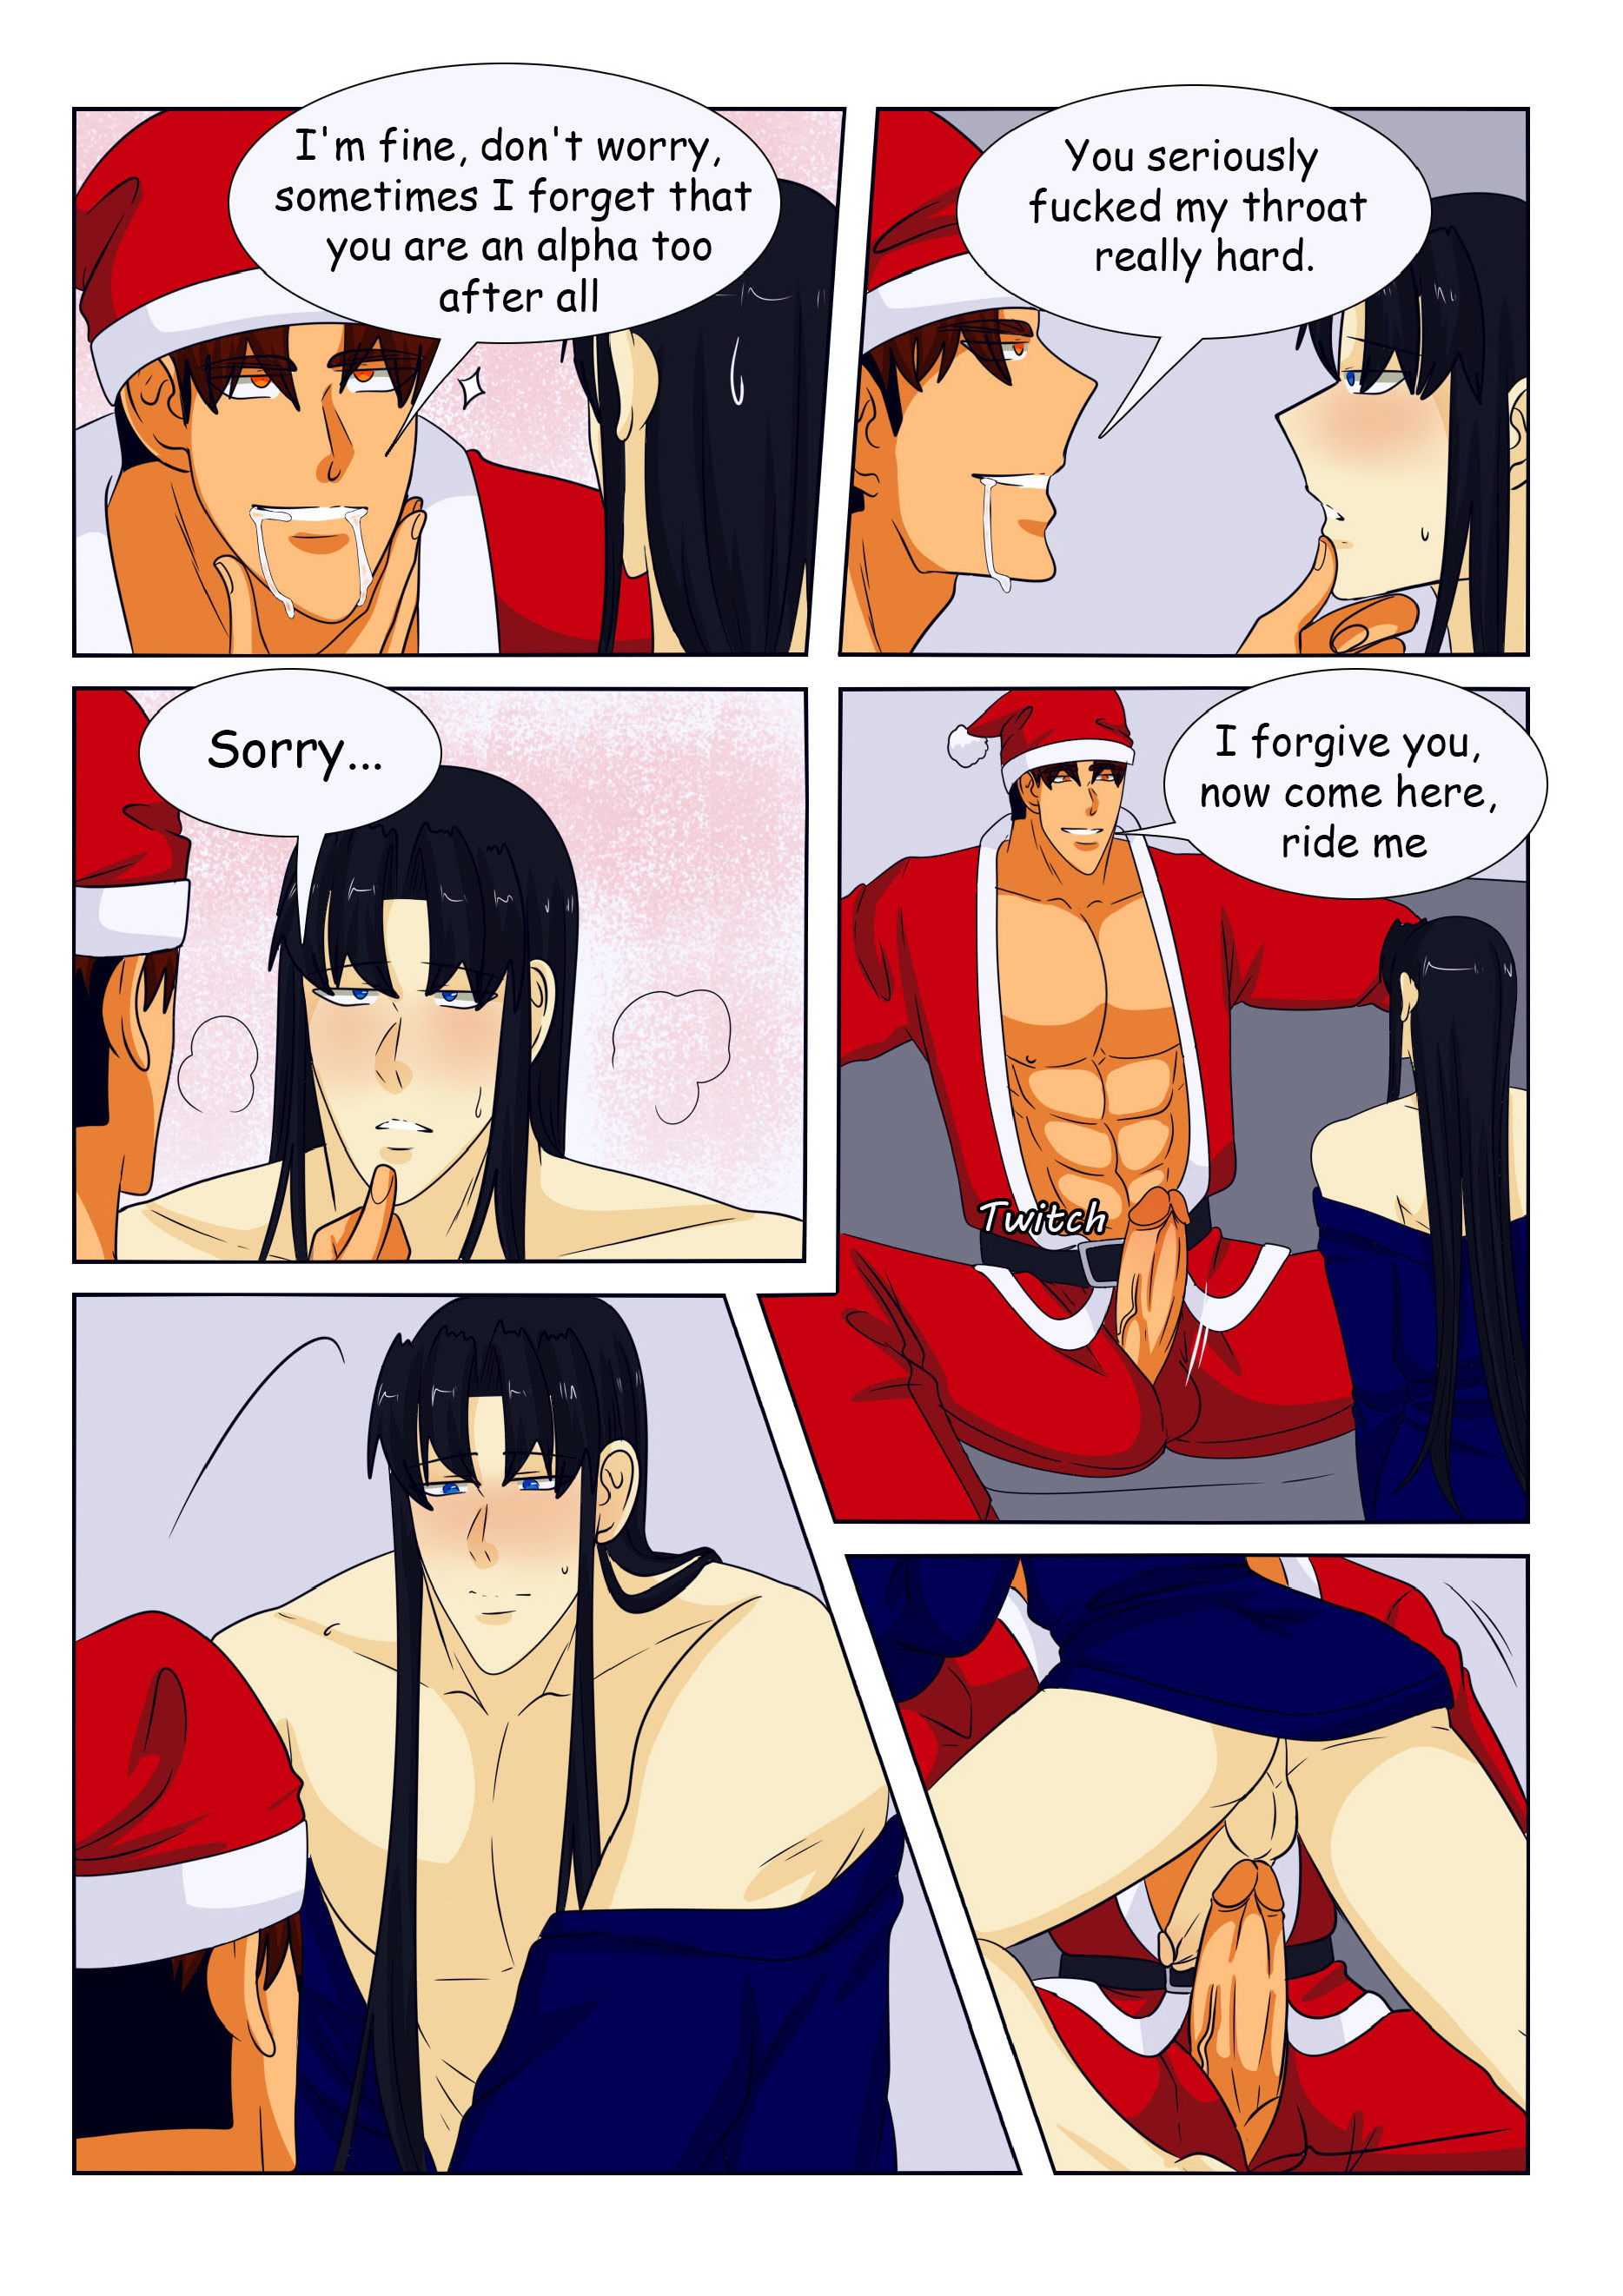 I'm fine, don't worry,
sometimes I forget that
you are an alpha too
after all
You seriously
fucked my throat
really hard.
Sorry...
I forgive you,
now come here,
ride me
Twitch